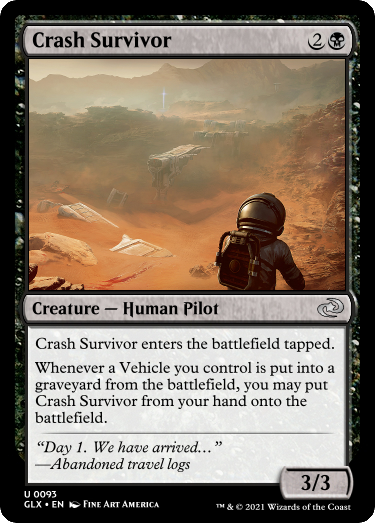 Crash Survivor 2
Creature — Human Pilot
Crash Survivor enters the battlefield tapped.
Whenever a Vehicle you control is put into a
graveyard from the battlefield, you may put
Crash Survivor from your hand onto the
battlefield.
“Day 1. We have arrived...”
—Abandoned travel logs
3/3
U 0093
GLX • EN Fine Art America
™ & © 2021 Wizards of the Coast